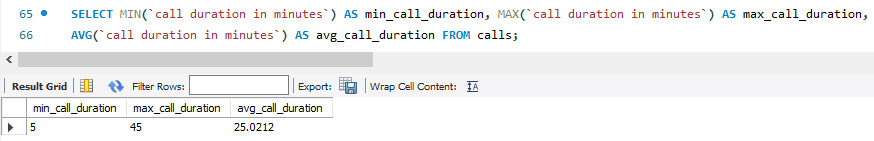 65 SELECT MIN(`call duration in minutes`) AS min_call_duration, MAX(`call duration in minutes`) AS max_call_duration,
66 AVG(`call duration in minutes`) AS avg_call_duration FROM calls;
Result Grid Filter Rows: Export: Wrap Cell Content:
min_call_duration max_call_duration avg_call_duration
5 45 25.0212